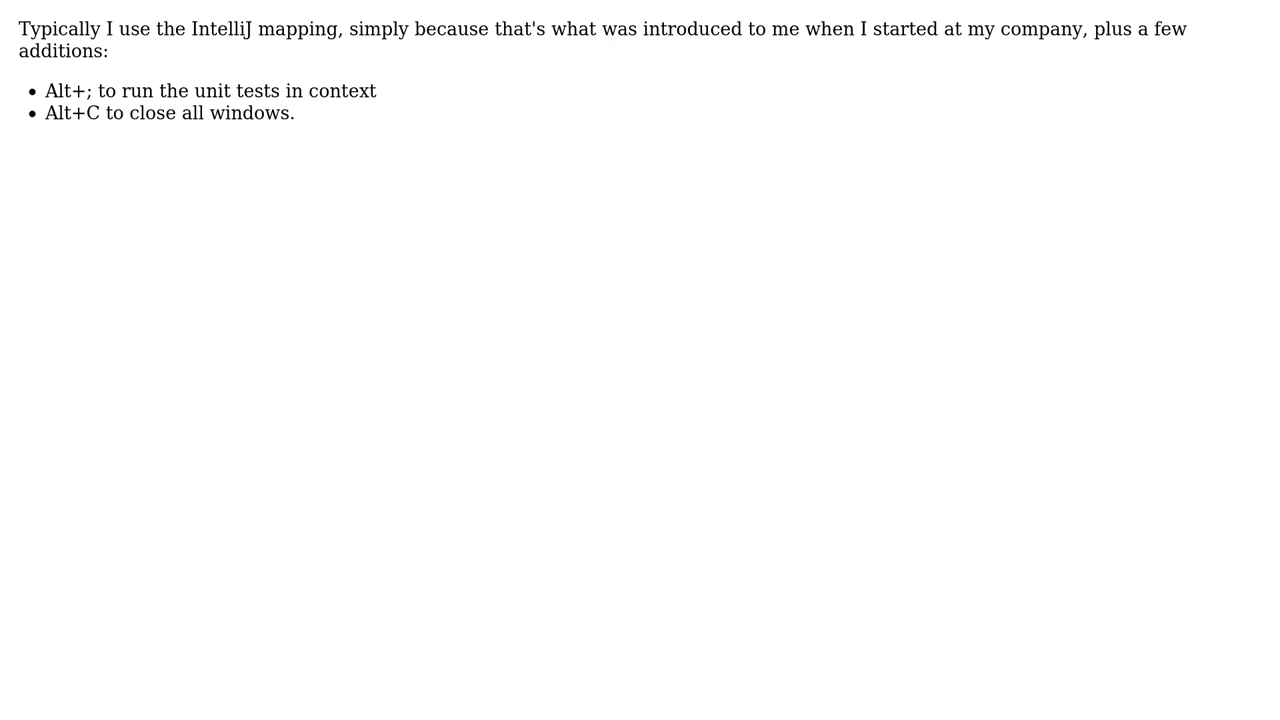 Typically I use the IntelliJ mapping, simply because that's what was introduced to me when I started at my company, plus a few
additions:
• Alt+; to run the unit tests in context
• Alt+C to close all windows.